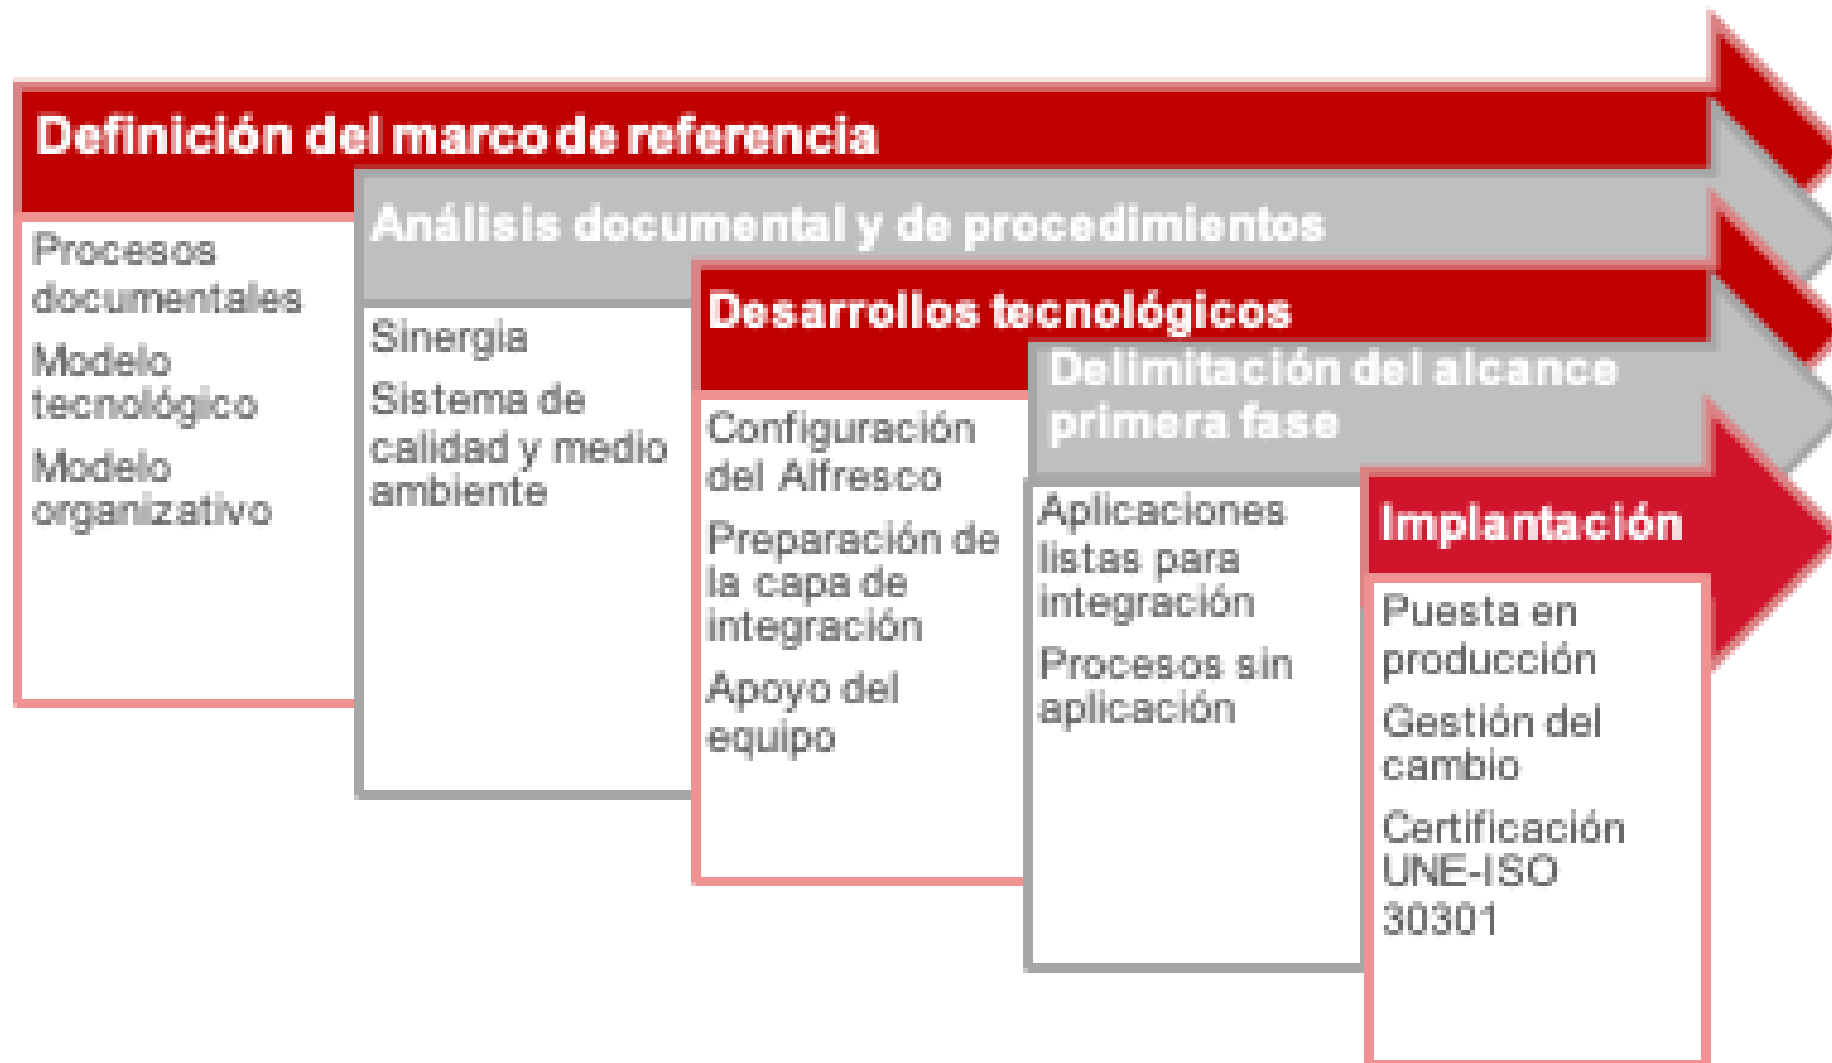 Definición del marco de referencia
Procesos
documentales
Modelo
tecnológico
Modelo
organizativo
Análisis documental y de procedimientos
Sinergia
Sistema de
calidad y medio
ambiente
Desarrollos tecnológicos
Configuración
del Alfresco
Preparación de
la capa de
integración
Apoyo del
equipo
Delimitación del alcance
primera fase
Aplicaciones
listas para
integración
Procesos sin
aplicación
Implantación
Puesta en
producción
Gestión del
cambio
Certificación
UNE-ISO
30301